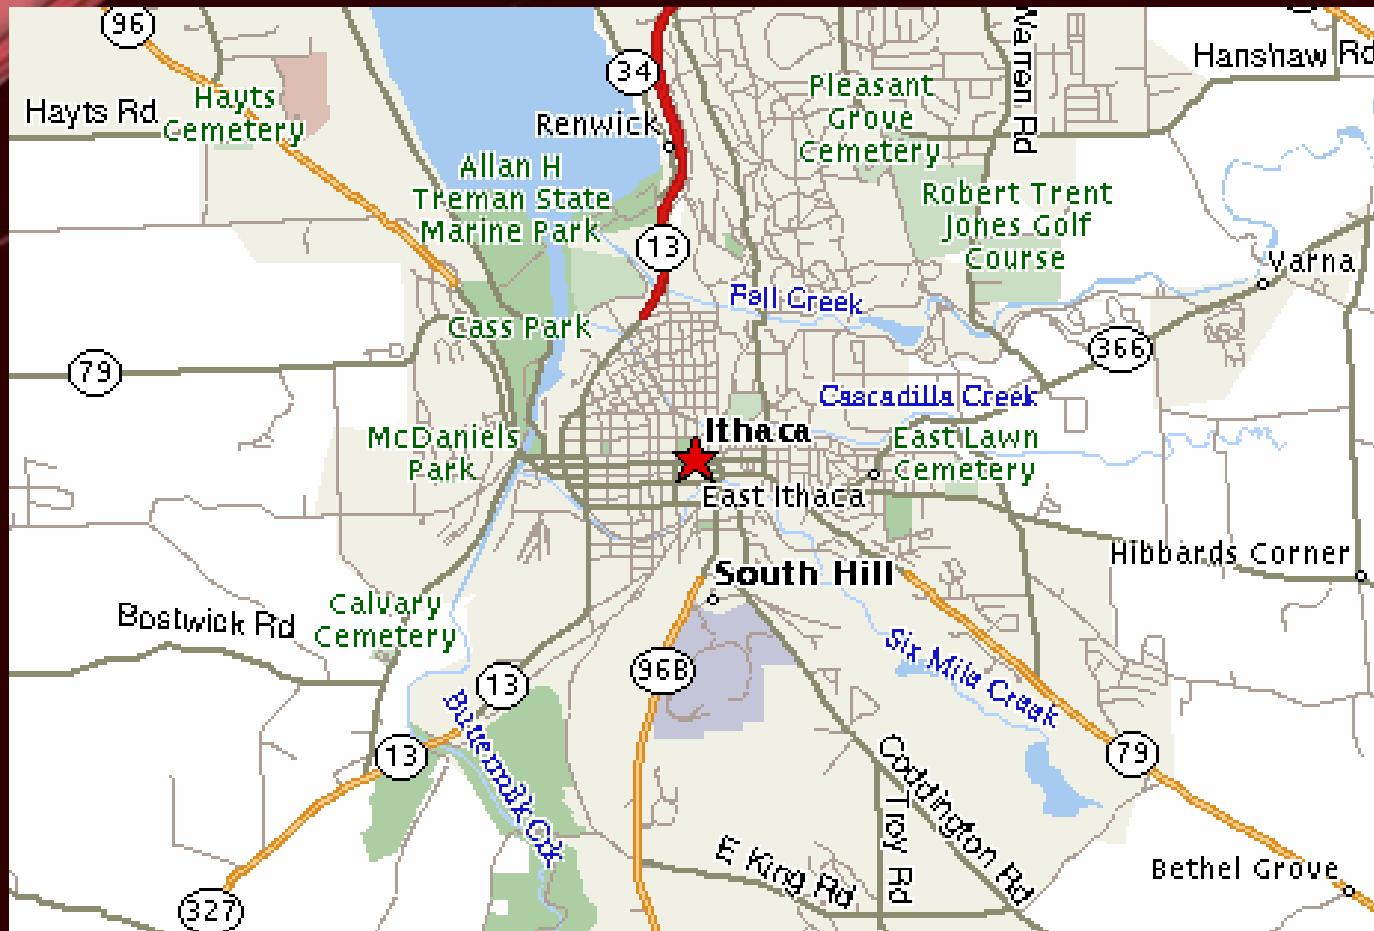 96
34
Hanshaw Rd
Warren Rd
Hayts
Cemetery
Hayts Rd
Renwick
Pleasant
Grove
Cemetery
Allan H
Treman State
Marine Park
Robert Trent
Jones Golf
Course
13
Varna
Fall Creek
Cass Park
366
79
Cascadilla Creek
McDaniels
Park
Ithaca
East Lawn
Cemetery
East Ithaca
Hibbards Corner
South Hill
Calvary
Cemetery
Bostwick Rd
Six Mile Creek
96B
13
Buttermilk Crk
13
79
Coddington Rd
Troy Rd
E King Rd
Bethel Grove
327